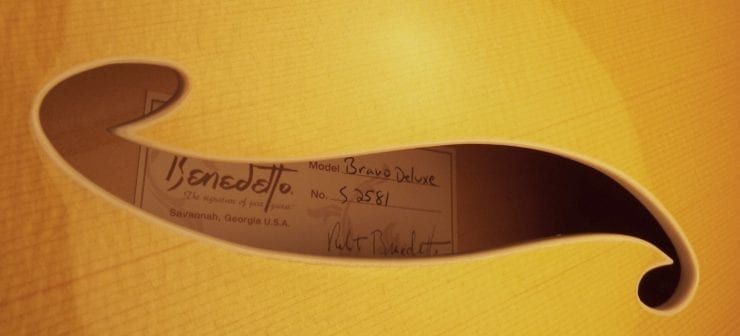 Benedetto
The signature of jazz guitar
Savannah, Georgia U.S.A.
Model Bravo Deluxe
No. S 2581